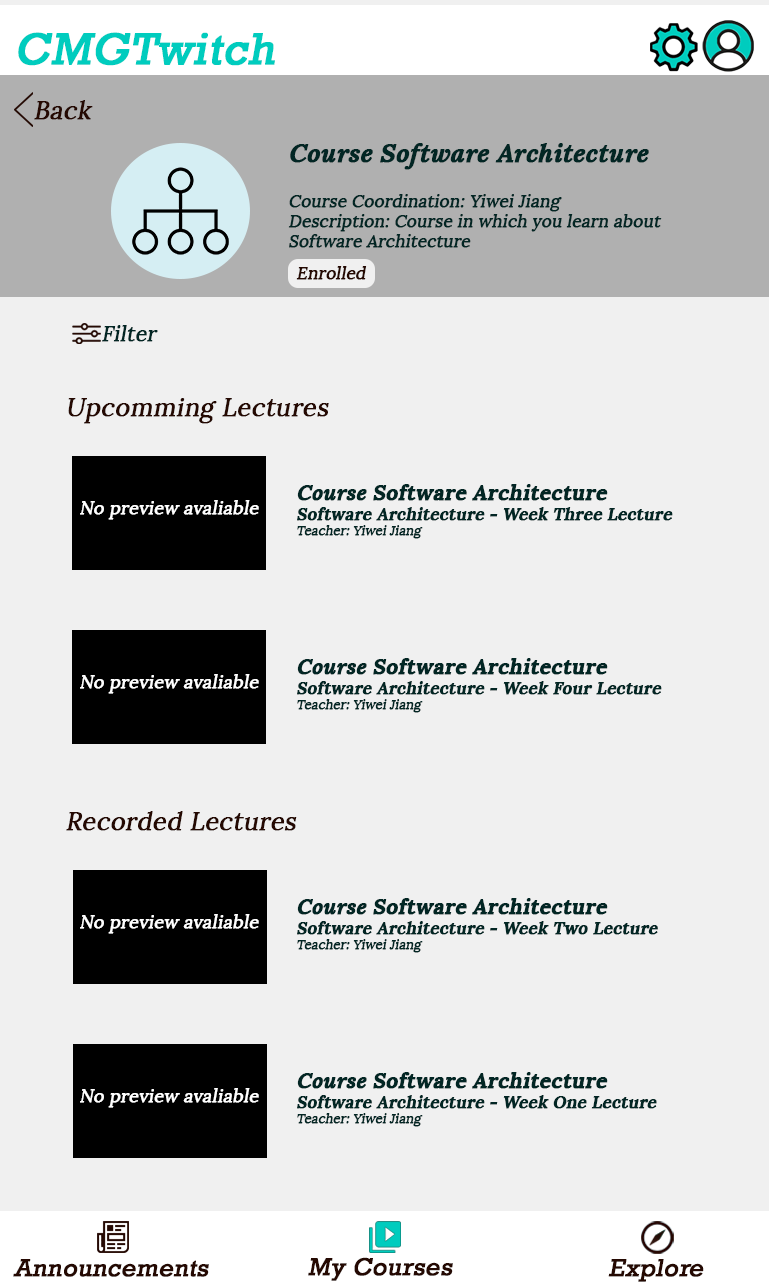 CMGTwitch
Back
Course Software Architecture
Course Coordination: Yiwei Jiang
Description: Course in which you learn about
Software Architecture
Enrolled
Filter
Upcomming Lectures
No preview avaliable
Course Software Architecture
Software Architecture - Week Three Lecture
Teacher: Yiwei Jiang
No preview avaliable
Course Software Architecture
Software Architecture - Week Four Lecture
Teacher: Yiwei Jiang
Recorded Lectures
No preview avaliable
Course Software Architecture
Software Architecture - Week Two Lecture
Teacher: Yiwei Jiang
No preview avaliable
Course Software Architecture
Software Architecture - Week One Lecture
Teacher: Yiwei Jiang
Announcements
My Courses
Explore